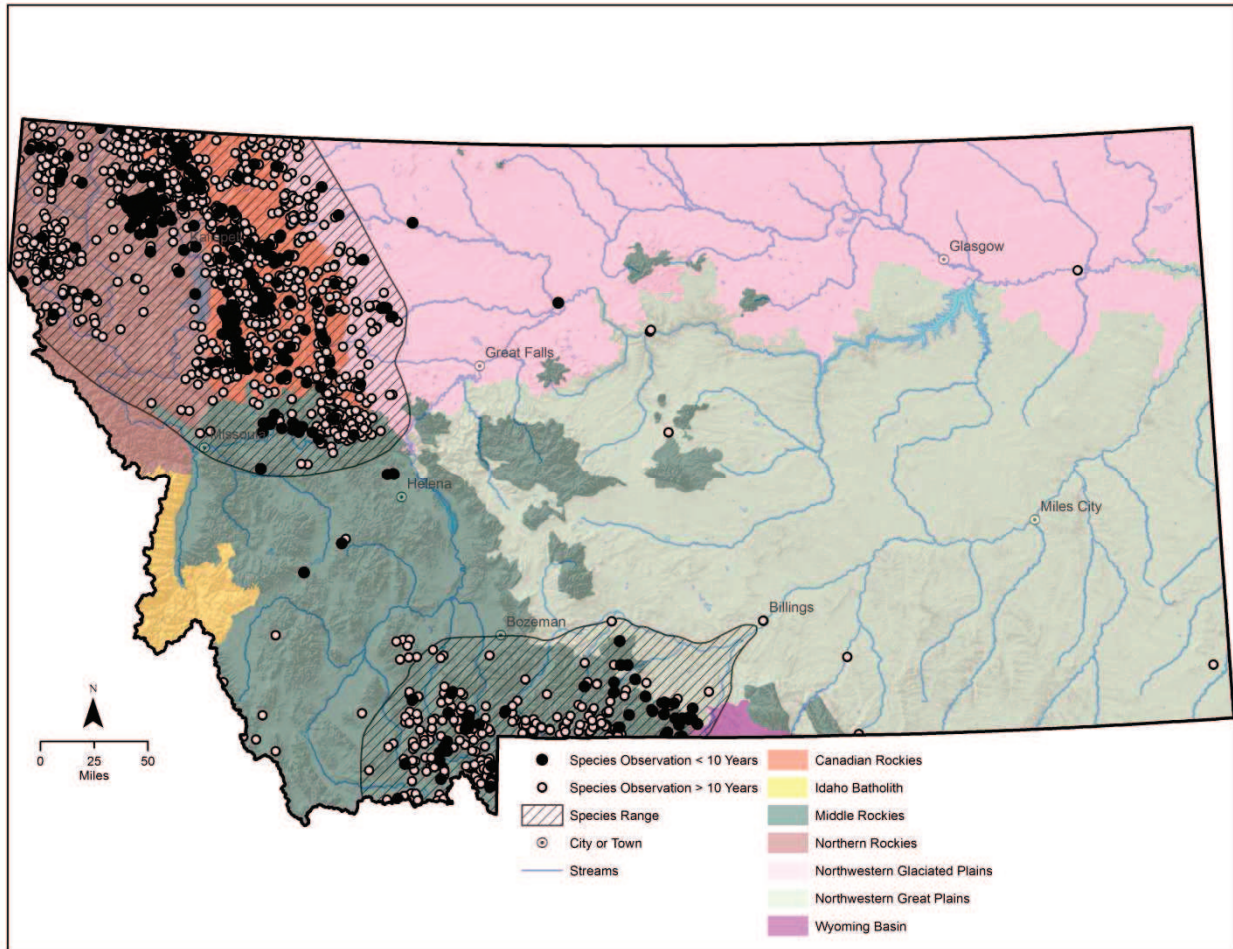 Kalispell
Glasgow
Great Falls
Missoula
Helena
Miles City
Billings
Bozeman
N
0 25 50
Miles
Species Observation < 10 Years
Species Observation > 10 Years
Species Range
City or Town
Streams
Canadian Rockies
Idaho Batholith
Middle Rockies
Northern Rockies
Northwestern Glaciated Plains
Northwestern Great Plains
Wyoming Basin